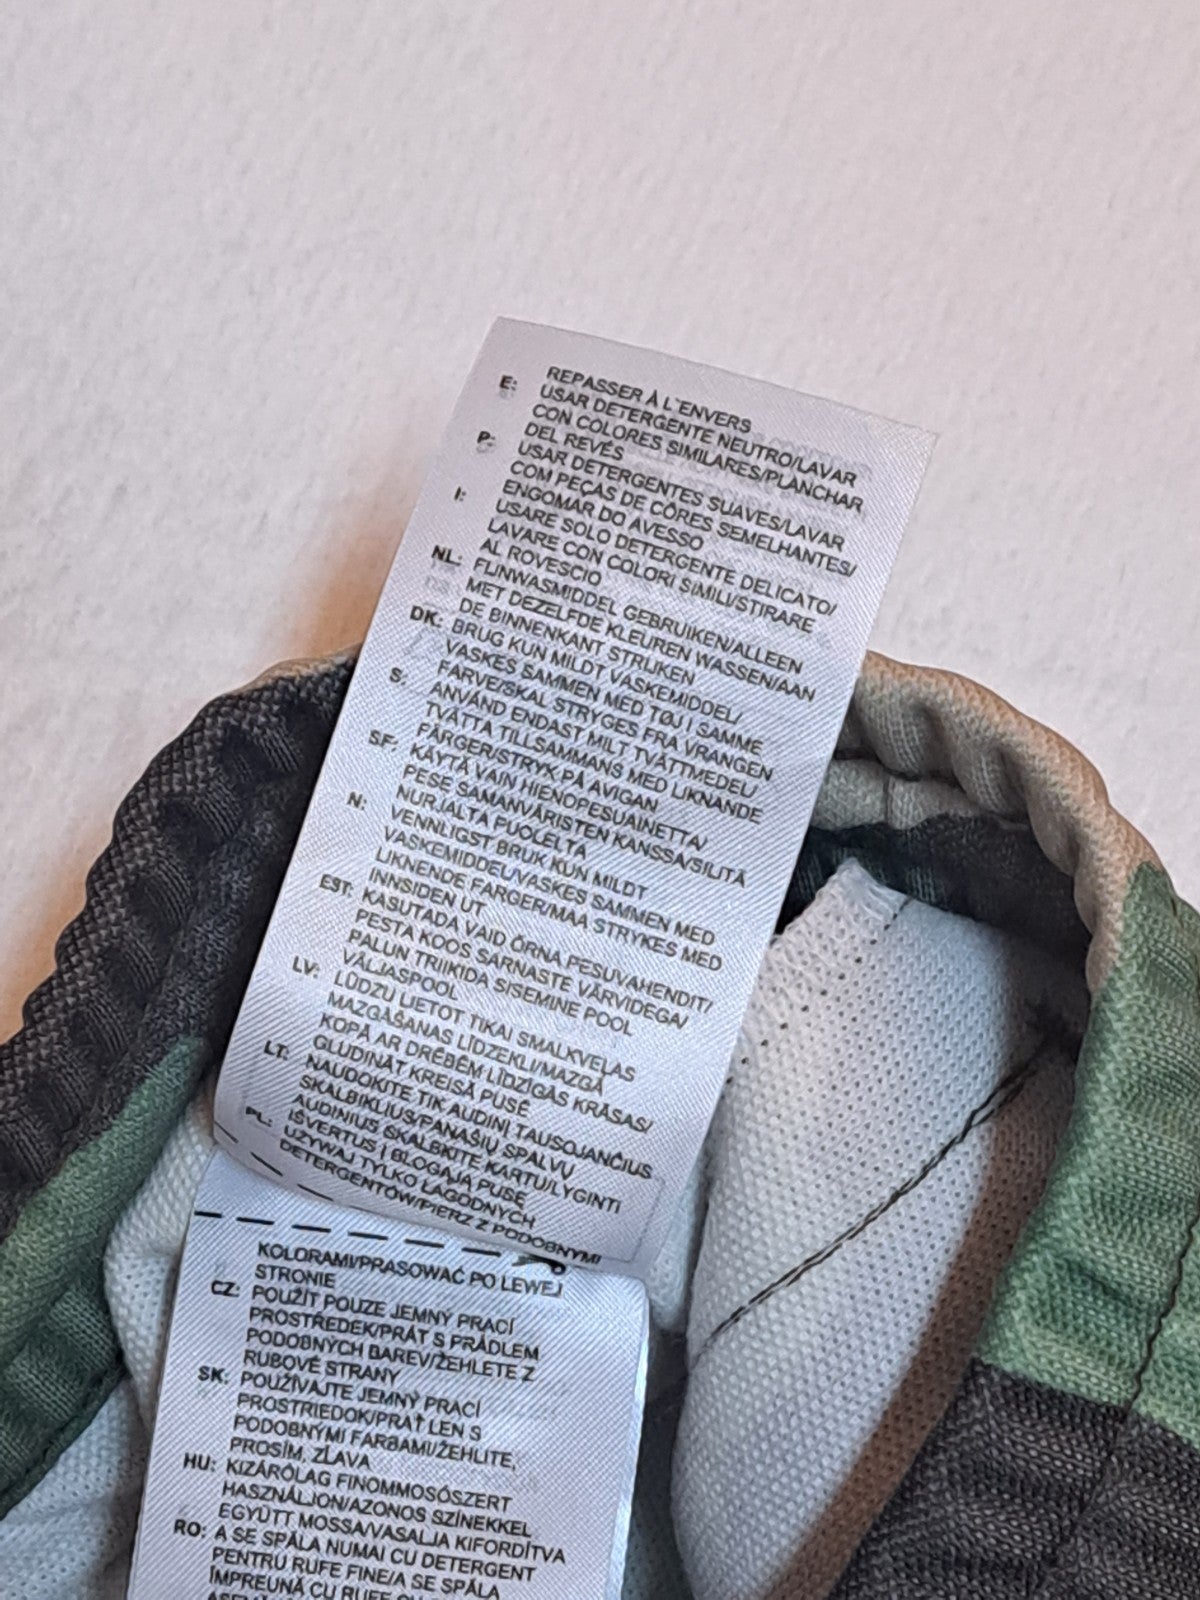 REPASSER À L'ENVERS
E: USAR DETERGENTE NEUTRO/LAVAR
CON COLORES SIMILARES/PLANCHAR
DEL REVÉS
P: USAR DETERGENTES SUAVES/LAVAR
COM PEÇAS DE CÔRES SEMELHANTES/
ENGOMAR DO AVESSO
I: USARE SOLO DETERGENTE DELICATO/
LAVARE CON COLORI SIMILI/STIRARE
AL ROVESCIO
NL: FIJNWASMIDDEL GEBRUIKEN/ALLEEN
MET DEZELFDE KLEUREN WASSEN/AAN
DE BINNENKANT STRIJKEN
DK: BRUG KUN MILDT VASKEMIDDEL/
VASKES SAMMEN MED TØJ I SAMME
FARVE/SKAL STRYGES FRA VRANGEN
S: ANVÄND ENDAST MILT TVÄTTMEDEL/
TVÄTTA TILLSAMMANS MED LIKNANDE
FÄRGER/STRYK PÅ AVIGAN
SF: KÄYTÄ VAIN HIENOPESUAINETTA/
PESE SAMANVÄRISTEN KANSSA/SILITÄ
NURJALTA PUOLELTA
N: VENNLIGST BRUK KUN MILDT
VASKEMIDDEL/VASKES SAMMEN MED
LIKNENDE FARGER/MAA STRYKES MED
INNSIDEN UT
EST: KASUTADA VAID ÕRNA PESUVAHENDIT/
PESTA KOOS SARNASTE VÄRVIDEGA/
PALUN TRIIKIDA SISEMINE POOL
VÄLJASPOOL
LV: LŪDZU LIETOT TIKAI SMALKVEĻAS
MAZGĀŠANAS LĪDZEKLI/MAZGĀ
KOPĀ AR DRĒBĒM LĪDZĪGĀS KRĀSAS/
GLUDINĀT KREISĀ PUSĒ
LT: NAUDOKITE TIK AUDINĮ TAUSOJANČIUS
SKALBIKLIUS/PANAŠIŲ SPALVŲ
AUDINIUS SKALBKITE KARTU/LYGINTI
IŠVERTUS Į BLOGĄJĄ PUSĘ
PL: UŻYWAJ TYLKO ŁAGODNYCH
DETERGENTÓW/PIERZ Z PODOBNYMI
KOLORAMI/PRASOWAĆ PO LEWEJ
STRONIE
CZ: POUŽÍT POUZE JEMNÝ PRACÍ
PROSTŘEDEK/PRÁT S PRÁDLEM
PODOBNÝCH BAREV/ŽEHLETE Z
RUBOVÉ STRANY
SK: POUŽÍVAJTE JEMNÝ PRACÍ
PROSTRIEDOK/PRAŤ LEN S
PODOBNÝMI FARBAMI/ŽEHLITE,
PROSÍM, ZĽAVA
HU: KIZÁRÓLAG FINOMMOSÓSZERT
HASZNÁLJON/AZONOS SZÍNEKKEL
EGYÜTT MOSSA/VASALJA KIFORDÍTVA
RO: A SE SPĂLA NUMAI CU DETERGENT
PENTRU RUFE FINE/A SE SPĂLA
ÎMPREUNĂ CU RUFE